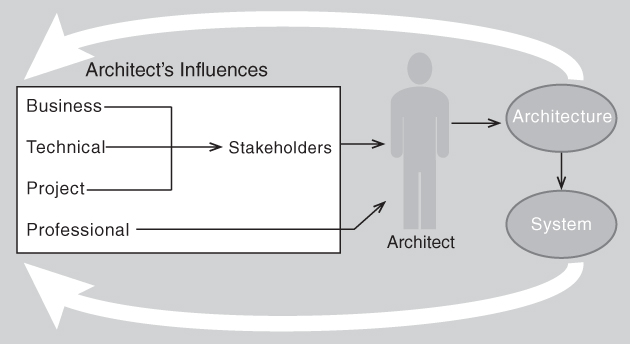 Architect's Influences
Business
Technical
Project
Professional
Stakeholders
Architect
Architecture
System